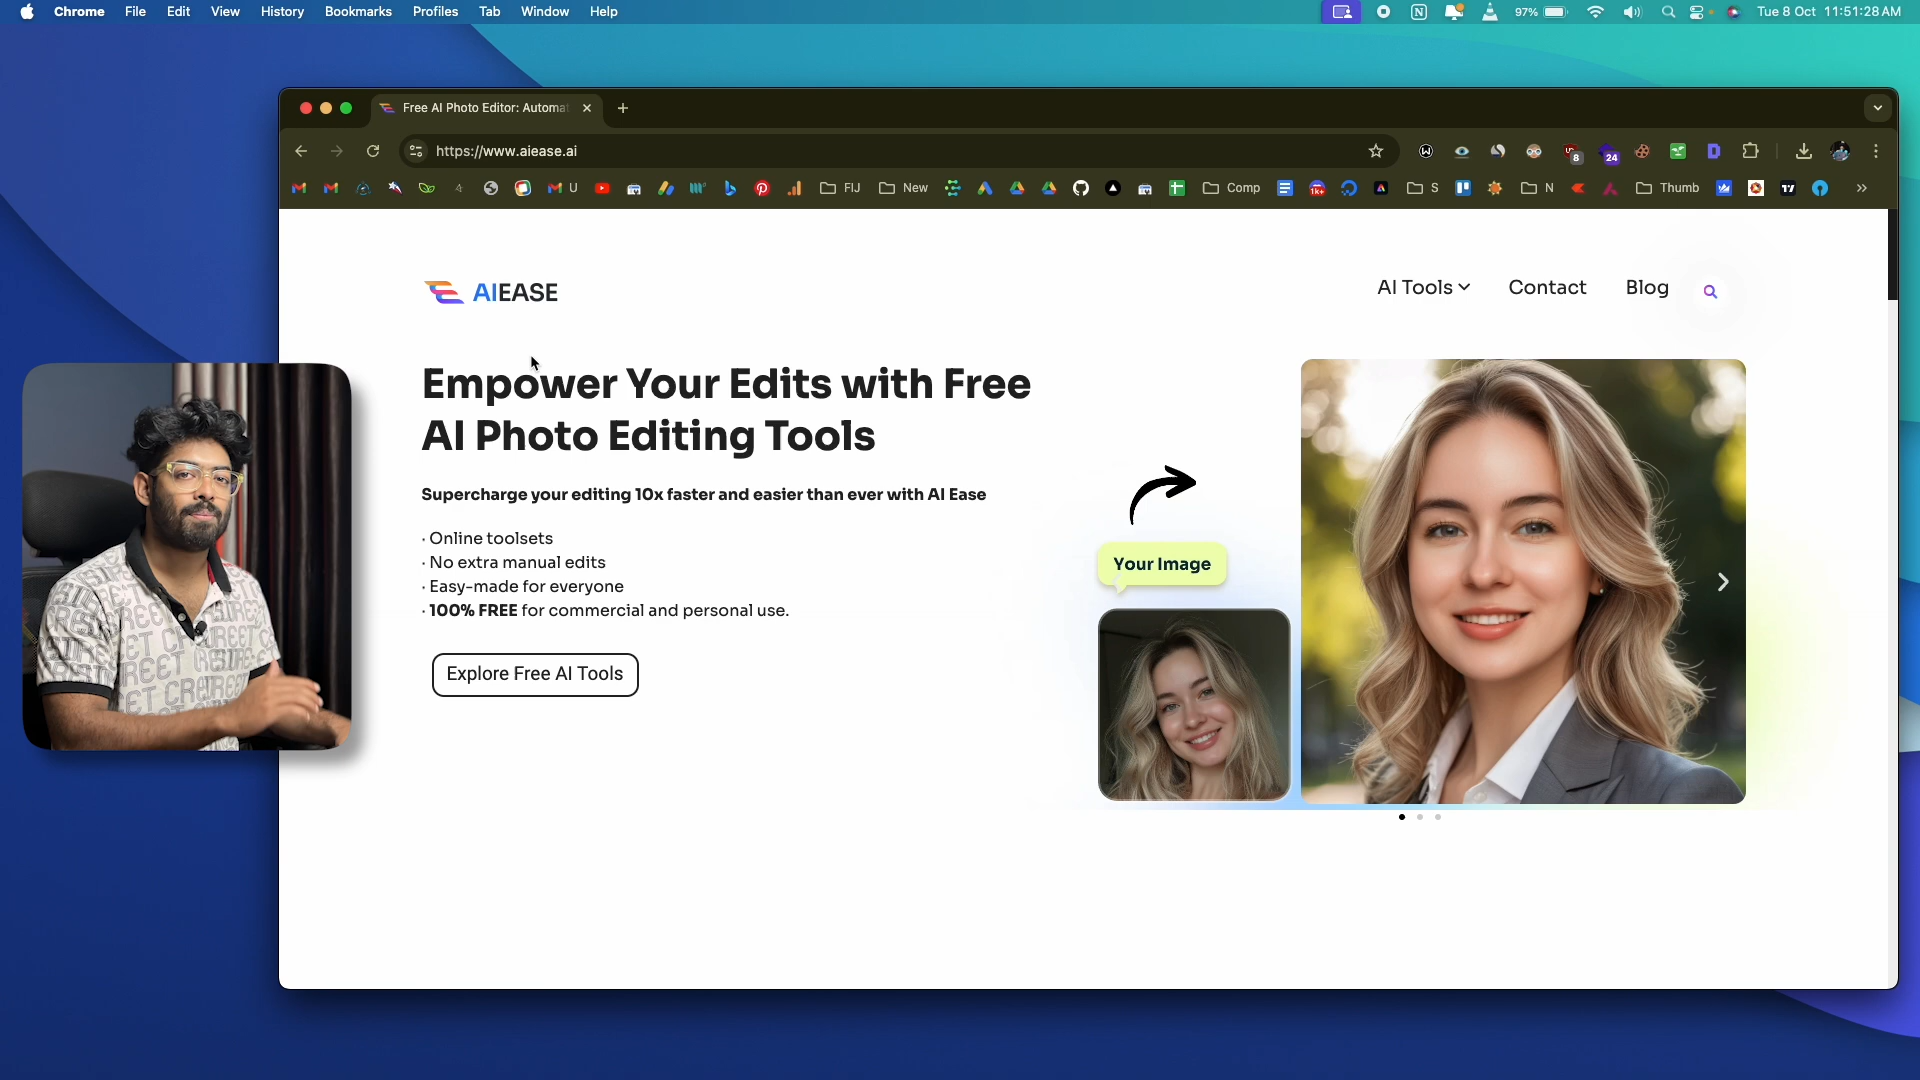 Chrome File Edit View History Bookmarks Profiles Tab Window Help 97% Tue 8 Oct 11:51:28 AM
Free AI Photo Editor: Automa
https://www.aiease.ai
8 24
U FIJ New Comp 1K+ S N Thumb
AIEASE
AI Tools Contact Blog
Empower Your Edits with Free
AI Photo Editing Tools
Supercharge your editing 10x faster and easier than ever with AI Ease
· Online toolsets
· No extra manual edits
· Easy-made for everyone
· 100% FREE for commercial and personal use.
Explore Free AI Tools
Your Image